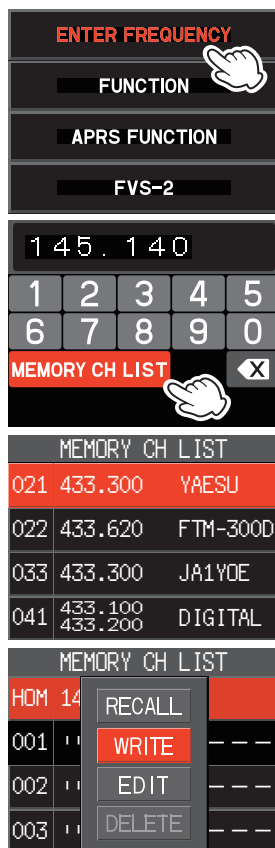 ENTER FREQUENCY
FUNCTION
APRS FUNCTION
FVS-2
145.140
1 2 3 4 5
6 7 8 9 0
MEMORY CH LIST X
MEMORY CH LIST
021 433.300 YAESU
022 433.620 FTM-300D
033 433.300 JA1YOE
041 433.100 433.200 DIGITAL
MEMORY CH LIST
HOM 14
RECALL
001
WRITE
---
002
EDIT
---
003
DELETE
---